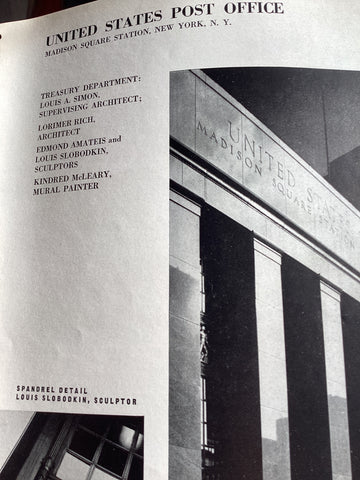 UNITED STATES POST OFFICE
MADISON SQUARE STATION, NEW YORK, N. Y.
TREASURY DEPARTMENT:
LOUIS A. SIMON,
SUPERVISING ARCHITECT;
LORIMER RICH,
ARCHITECT
EDMOND AMATEIS and
LOUIS SLOBODKIN,
SCULPTORS
KINDRED McLEARY,
MURAL PAINTER
UNITED STATES
MADISON SQUARE STATION
SPANDREL DETAIL
LOUIS SLOBODKIN, SCULPTOR